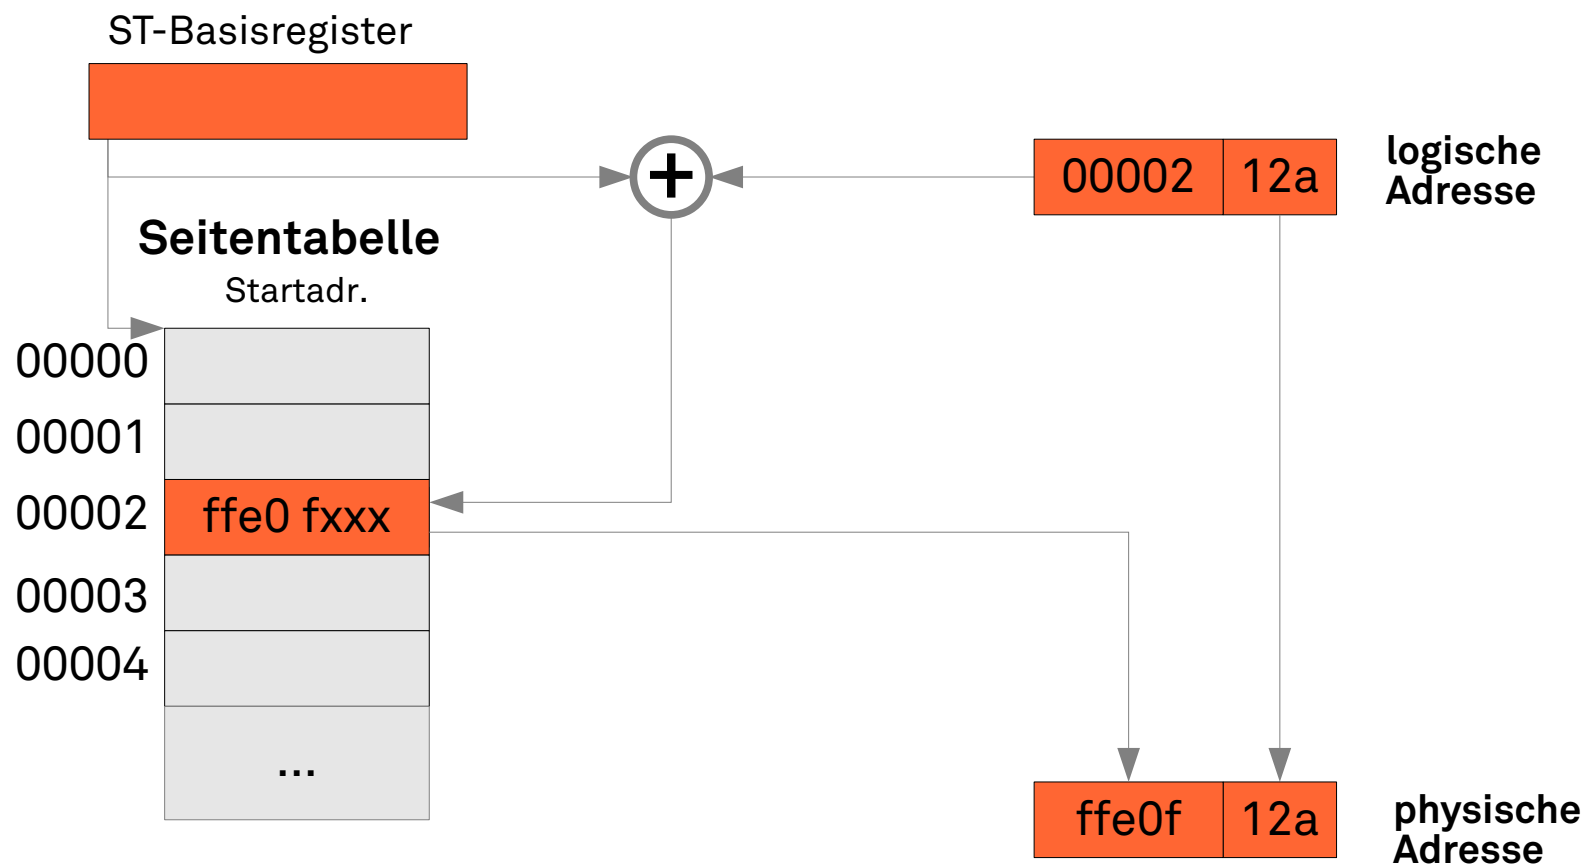 ST-Basisregister
+
00002 12a
logische
Adresse
Seitentabelle
Startadr.
00000
00001
00002 ffe0 fxxx
00003
00004
...
ffe0f 12a
physische
Adresse